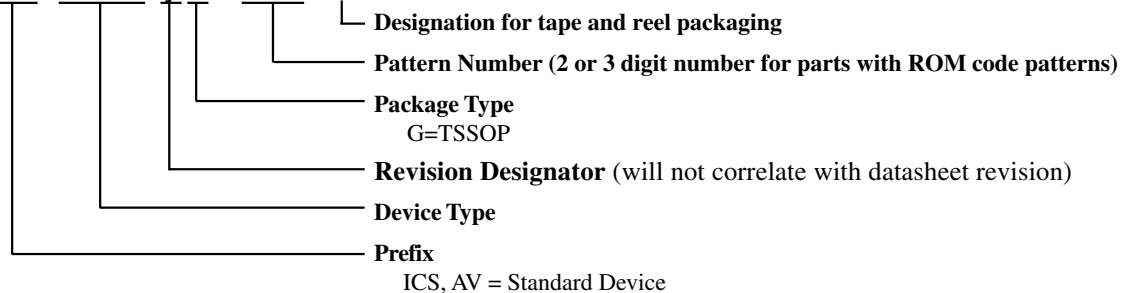 Designation for tape and reel packaging
Pattern Number (2 or 3 digit number for parts with ROM code patterns)
Package Type
G=TSSOP
Revision Designator (will not correlate with datasheet revision)
Device Type
Prefix
ICS, AV = Standard Device